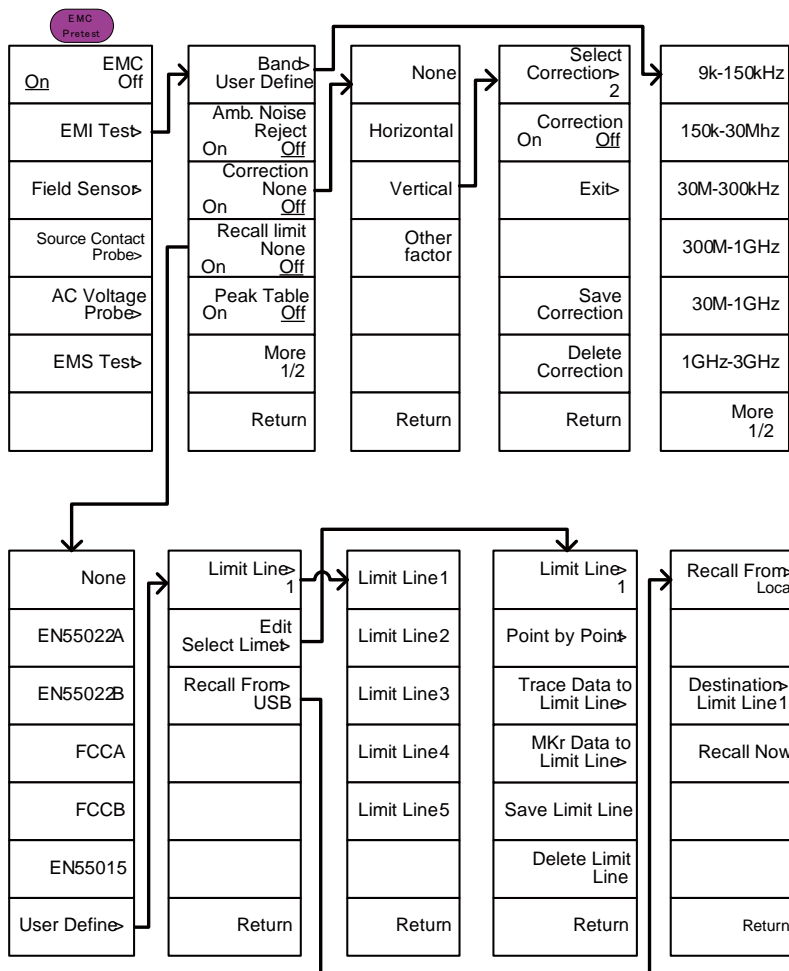 EMC
Pretest
EMC
On Off
EMI Test>
Field Sensor>
Source Contact
Probe>
AC Voltage
Probe>
EMS Test>
Band>
User Define
Amb. Noise
Reject
On Off
Correction
None
On Off
Recall limit
None
On Off
Peak Table
On Off
More
1/2
Return
None
Horizontal
Vertical
Other
factor
Return
Select
Correction>
2
Correction
On Off
Exit>
Save
Correction
Delete
Correction
Return
9k-150kHz
150k-30Mhz
30M-300kHz
300M-1GHz
30M-1GHz
1GHz-3GHz
More
1/2
None
EN55022A
EN55022B
FCCA
FCCB
EN55015
User Define>
Limit Line>
1
Edit
Select Limet>
Recall From>
USB
Return
Limit Line1
Limit Line2
Limit Line3
Limit Line4
Limit Line5
Return
Limit Line>
1
Point by Point>
Trace Data to
Limit Line>
MKr Data to
Limit Line>
Save Limit Line
Delete Limit
Line
Return
Recall From>
Loca
Destination>
Limit Line1
Recall Now
Return